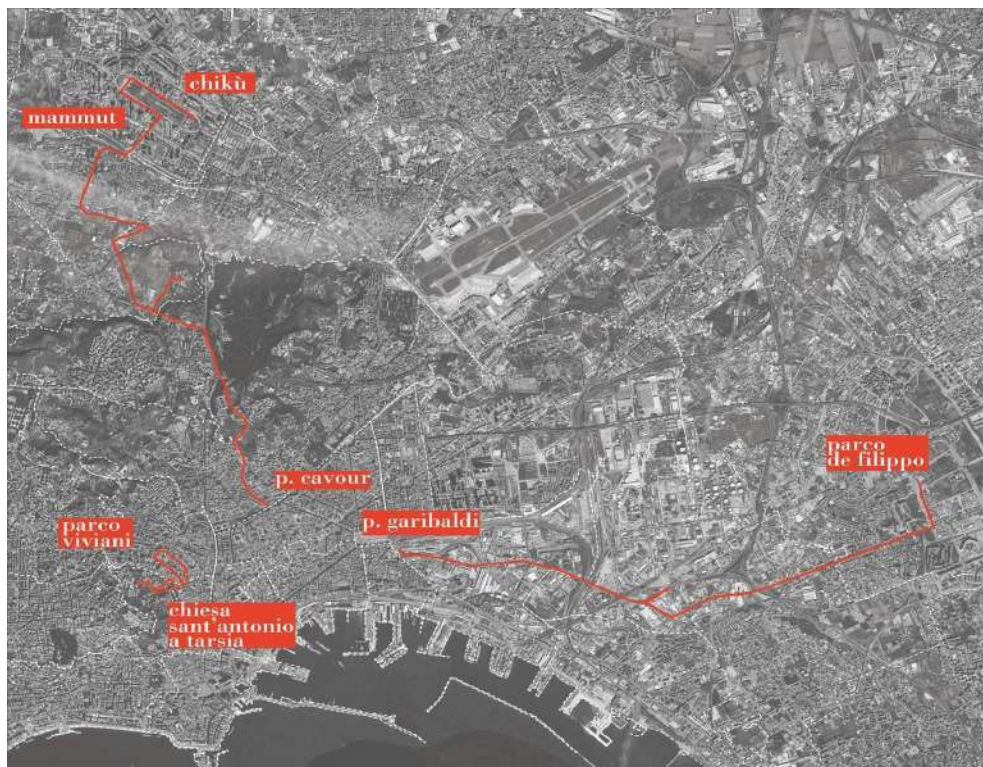 chikù
mammut
parco
de filippo
p. cavour
p. garibaldi
parco
viviani
chiesa
sant'antonio
a tarsia